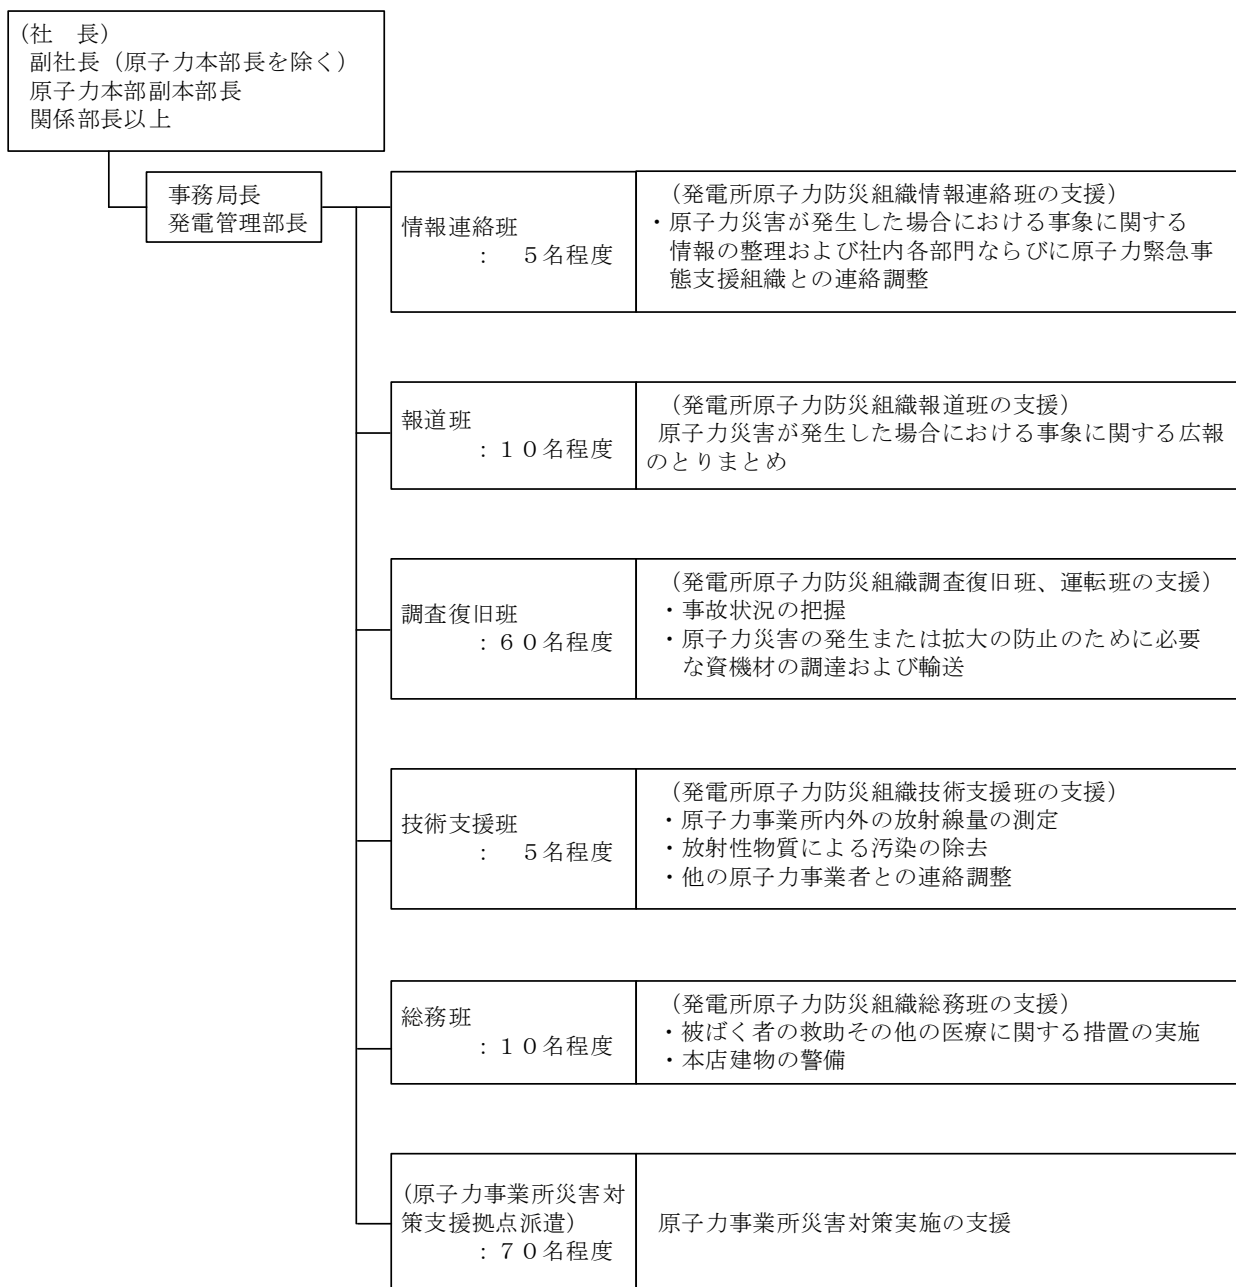 (社　長)
副社長（原子力本部長を除く）
原子力本部副本部長
関係部長以上
事務局長
発電管理部長
情報連絡班
：　５名程度
（発電所原子力防災組織情報連絡班の支援）
・原子力災害が発生した場合における事象に関する
情報の整理および社内各部門ならびに原子力緊急事
態支援組織との連絡調整
報道班
：１０名程度
（発電所原子力防災組織報道班の支援）
原子力災害が発生した場合における事象に関する広報
のとりまとめ
調査復旧班
：６０名程度
（発電所原子力防災組織調査復旧班、運転班の支援）
・事故状況の把握
・原子力災害の発生または拡大の防止のために必要
な資機材の調達および輸送
技術支援班
：　５名程度
（発電所原子力防災組織技術支援班の支援）
・原子力事業所内外の放射線量の測定
・放射性物質による汚染の除去
・他の原子力事業者との連絡調整
総務班
：１０名程度
（発電所原子力防災組織総務班の支援）
・被ばく者の救助その他の医療に関する措置の実施
・本店建物の警備
（原子力事業所災害対
策支援拠点派遣）
：７０名程度
原子力事業所災害対策実施の支援